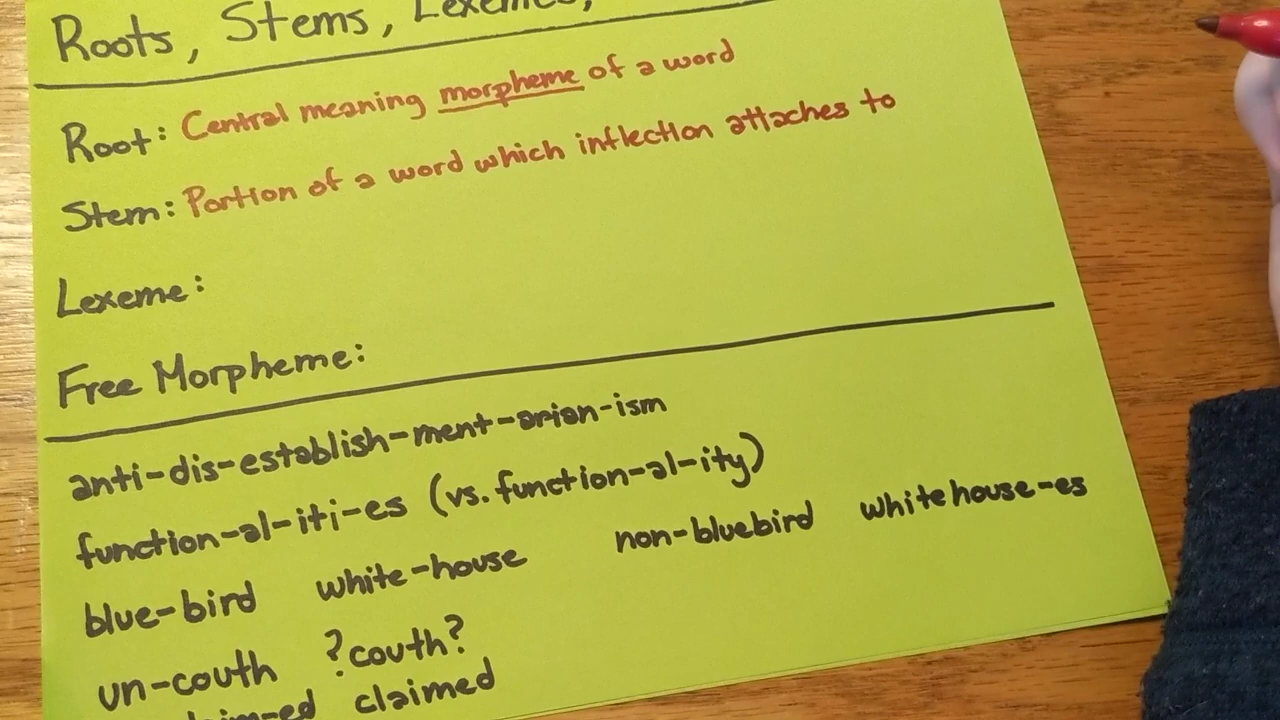 Roots, Stems, Lexemes,
Root: Central meaning morpheme of a word
Stem: Portion of a word which inflection attaches to
Lexeme:
Free Morpheme:
anti-dis-establish-ment-arian-ism
function-al-iti-es (vs. function-al-ity)
blue-bird white-house non-bluebird whitehouse-es
un-couth ?couth?
claimed